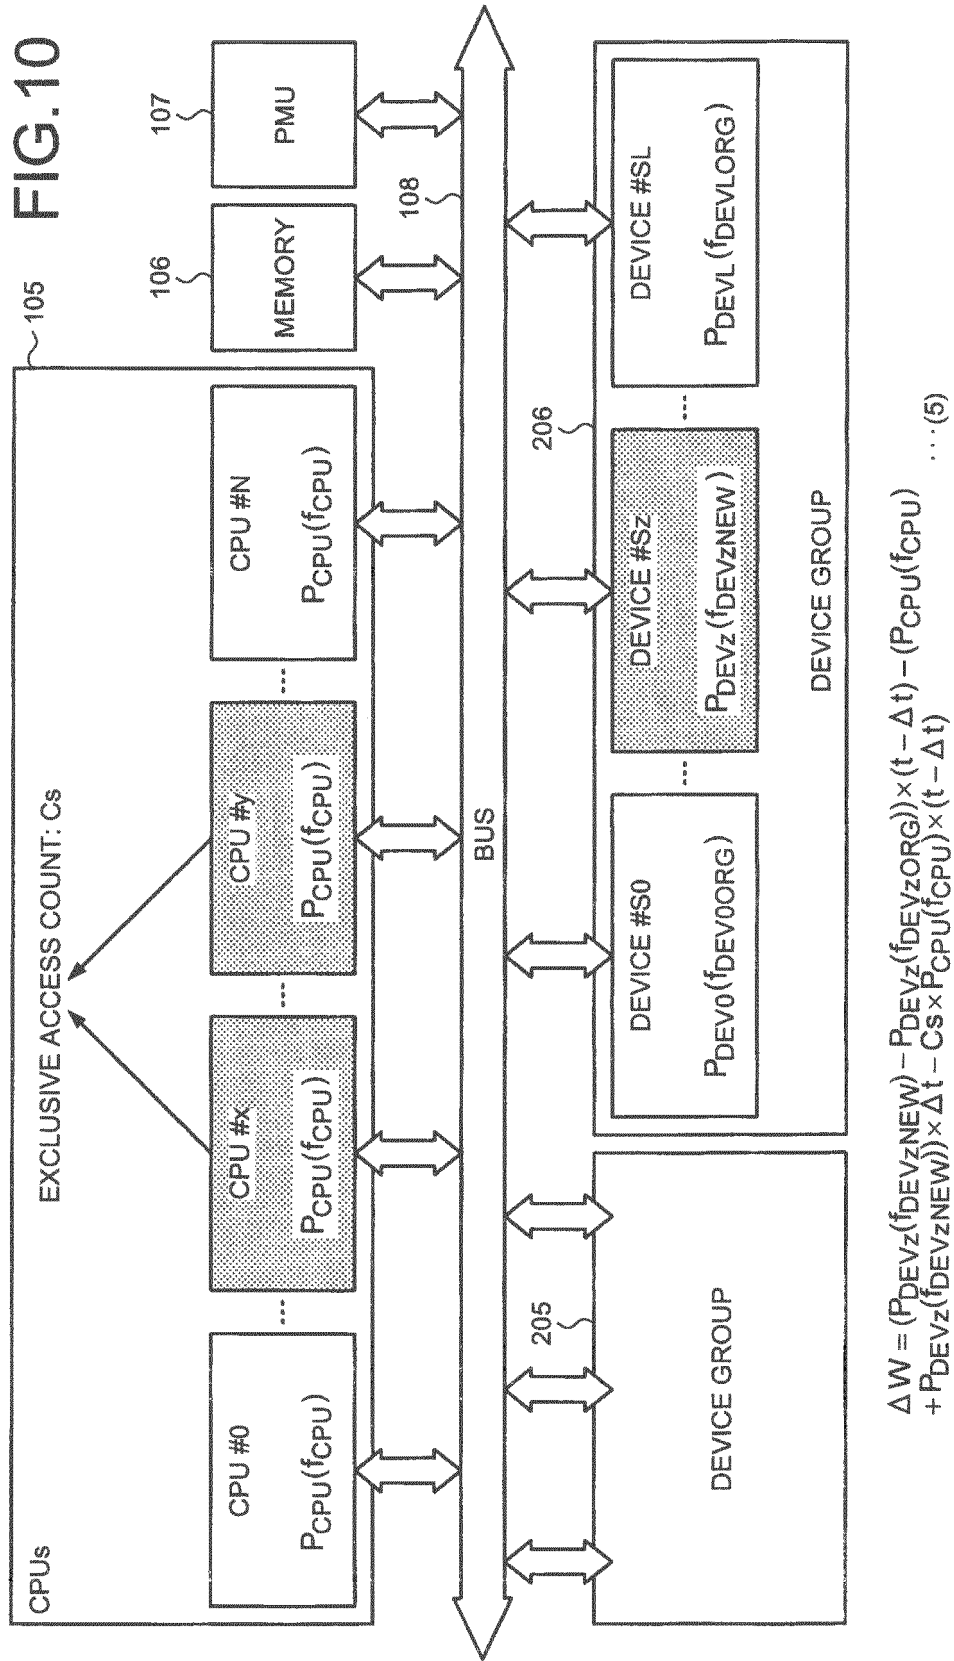 FIG.10
105
CPUs
EXCLUSIVE ACCESS COUNT: Cs
CPU #0
PCPU(fCPU)
CPU #x
PCPU(fCPU)
CPU #y
PCPU(fCPU)
CPU #N
PCPU(fCPU)
106
MEMORY
107
PMU
108
BUS
205
DEVICE GROUP
206
DEVICE #S0
PDEV0(fDEV0ORG)
DEVICE #Sz
PDEVz(fDEVzNEW)
DEVICE #SL
PDEVL(fDEVLORG)
DEVICE GROUP
ΔW=(PDEVz(fDEVzNEW)−PDEVz(fDEVzORG))×(t−Δt)−(PCPU(fCPU)
+PDEVz(fDEVzNEW))×Δt−Cs×PCPU(fCPU)×(t−Δt) ···(5)